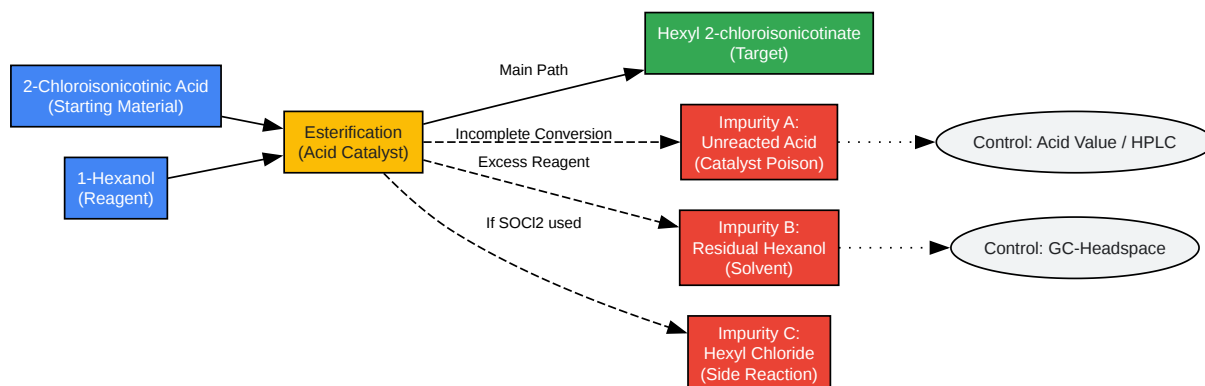 2-Chloroisonicotinic Acid
(Starting Material)
1-Hexanol
(Reagent)
Esterification
(Acid Catalyst)
Main Path
Incomplete Conversion
Excess Reagent
If SOCl2 used
Hexyl 2-chloroisonicotinate
(Target)
Impurity A:
Unreacted Acid
(Catalyst Poison)
Impurity B:
Residual Hexanol
(Solvent)
Impurity C:
Hexyl Chloride
(Side Reaction)
Control: Acid Value / HPLC
Control: GC-Headspace